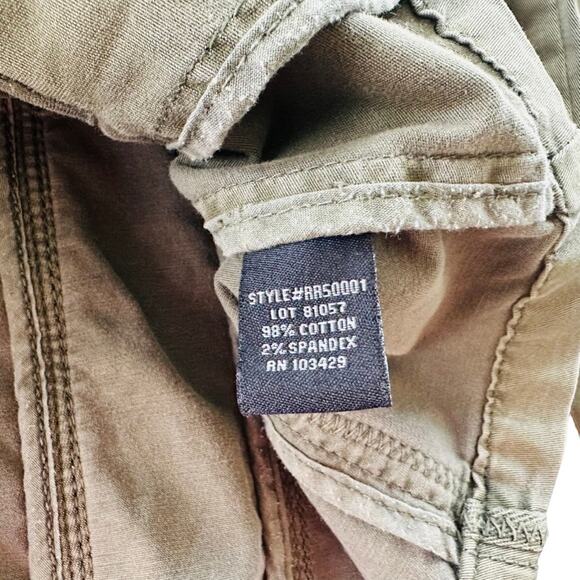 STYLE#RR50001
LOT 81057
98% COTTON
2% SPANDEX
RN 103429